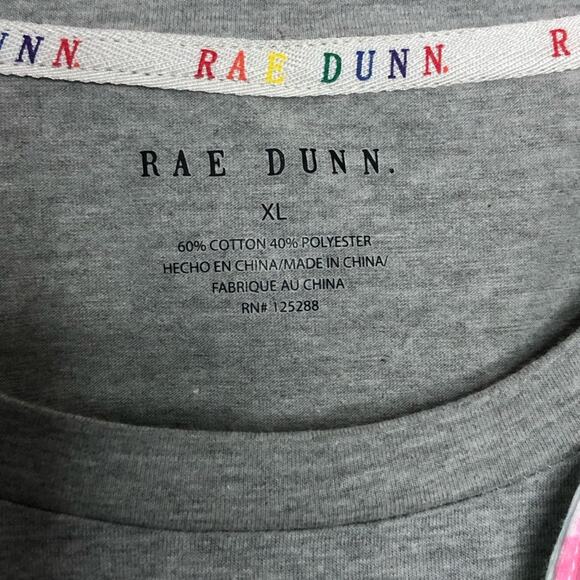 UNN. RAE DUNN. R
RAE DUNN.
XL
60% COTTON 40% POLYESTER
HECHO EN CHINA/MADE IN CHINA/
FABRIQUE AU CHINA
RN# 125288